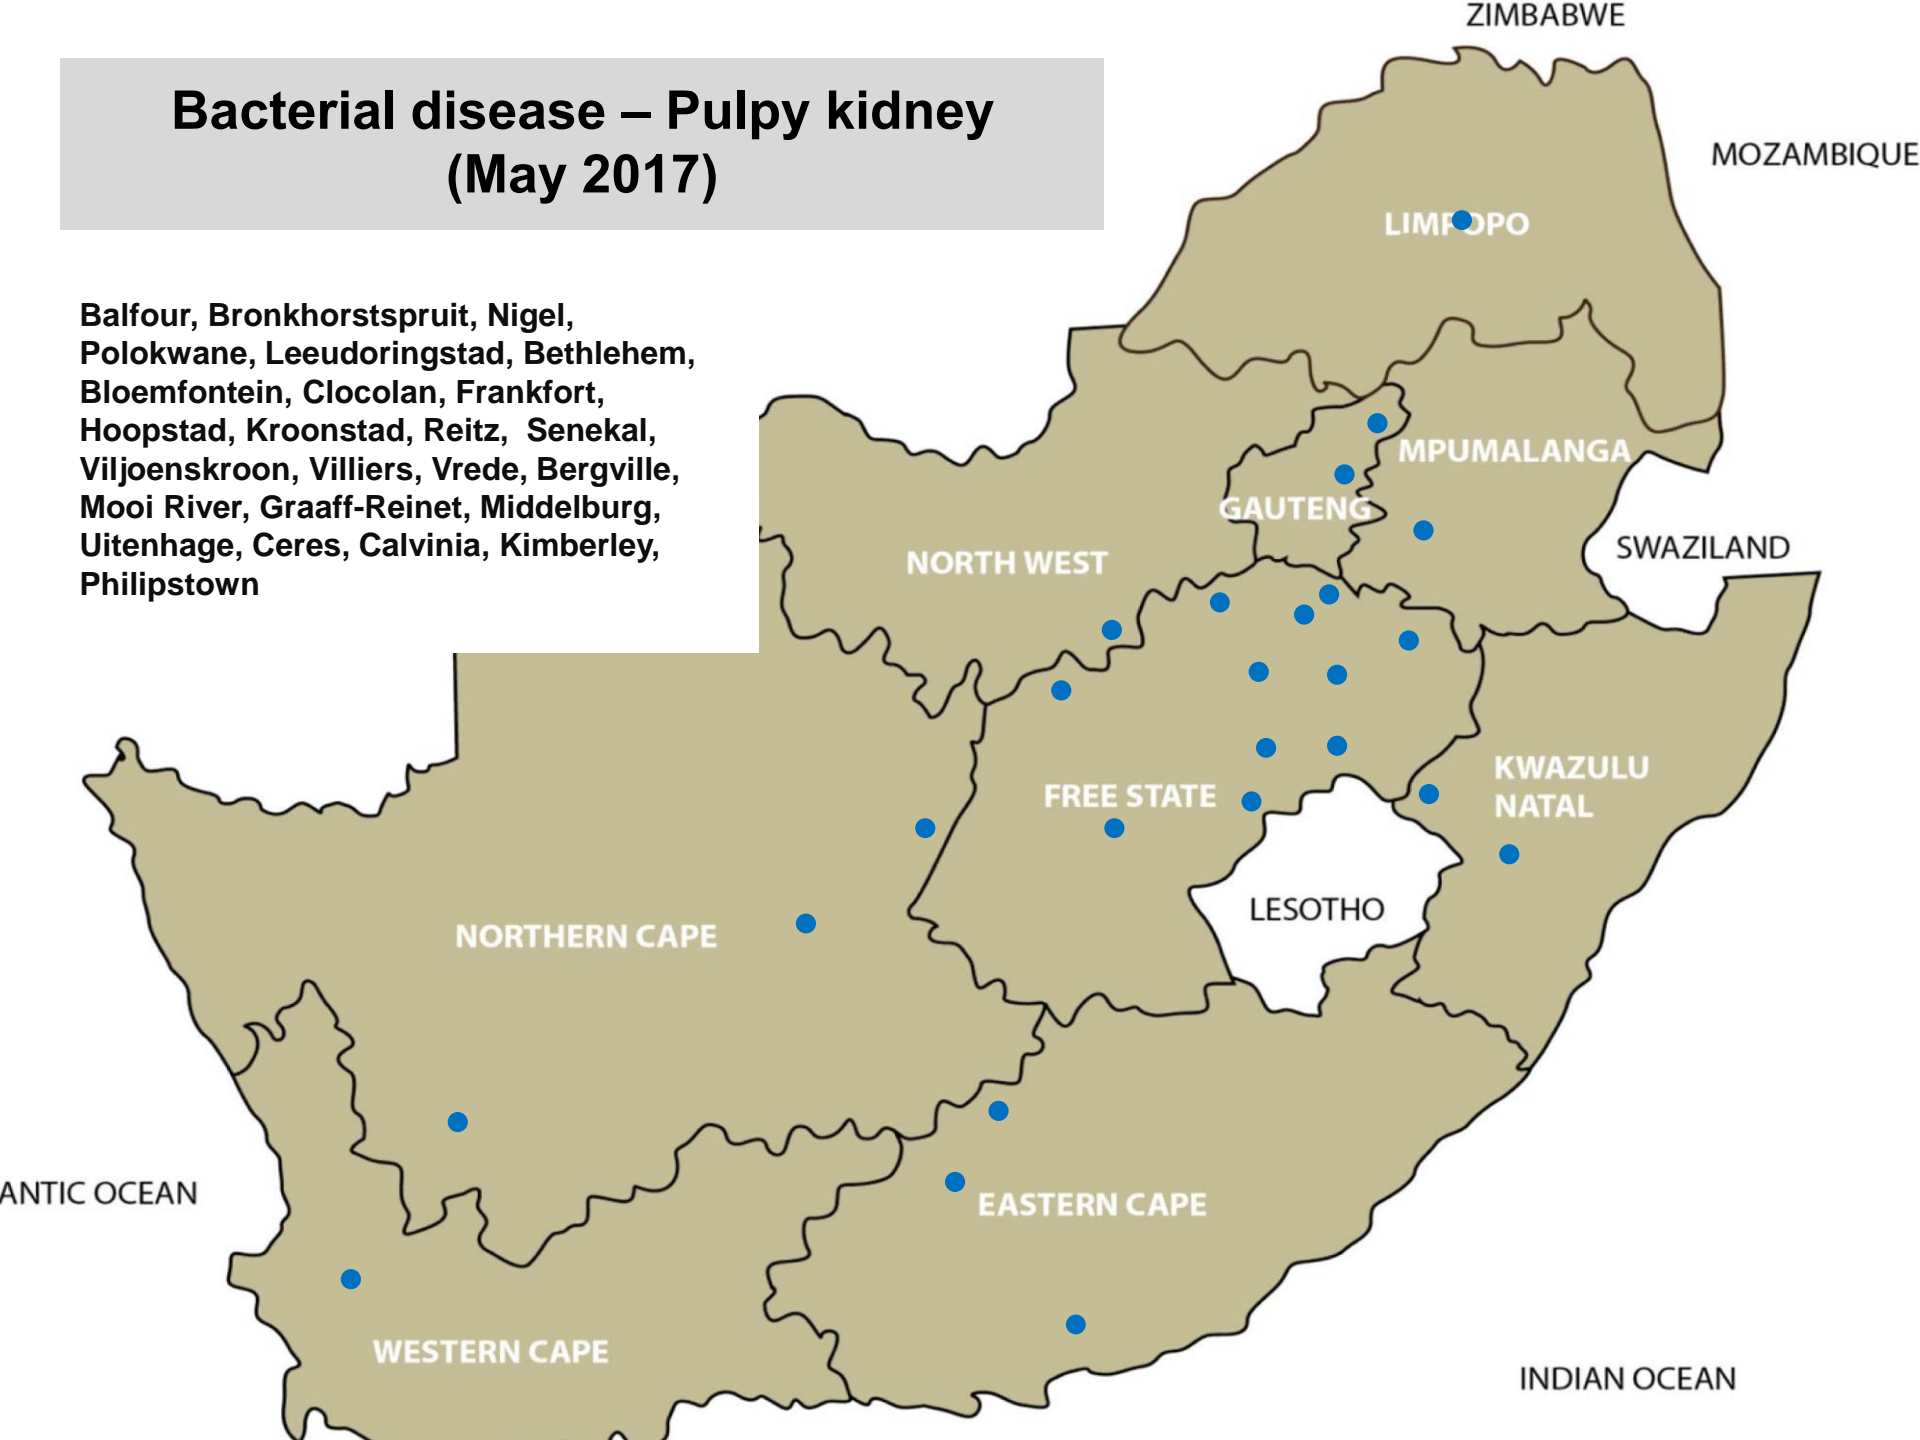 ZIMBABWE
Bacterial disease – Pulpy kidney
(May 2017)
MOZAMBIQUE
LIMPOPO
Balfour, Bronkhorstspruit, Nigel,
Polokwane, Leeudoringstad, Bethlehem,
Bloemfontein, Clocolan, Frankfort,
Hoopstad, Kroonstad, Reitz,  Senekal,
Viljoenskroon, Villiers, Vrede, Bergville,
Mooi River, Graaff-Reinet, Middelburg,
Uitenhage, Ceres, Calvinia, Kimberley,
Philipstown
MPUMALANGA
GAUTENG
SWAZILAND
NORTH WEST
KWAZULU
NATAL
FREE STATE
LESOTHO
NORTHERN CAPE
ANTIC OCEAN
EASTERN CAPE
WESTERN CAPE
INDIAN OCEAN